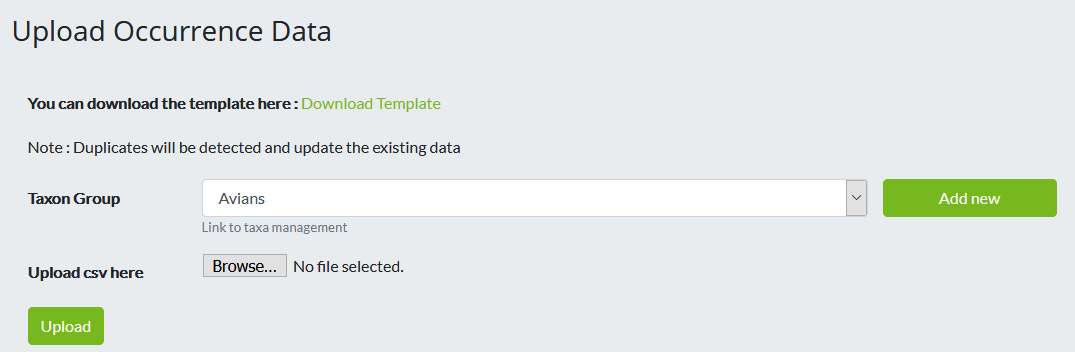 Upload Occurrence Data
You can download the template here : Download Template
Note : Duplicates will be detected and update the existing data
Taxon Group Avians Add new
Link to taxa management
Upload csv here Browse... No file selected.
Upload